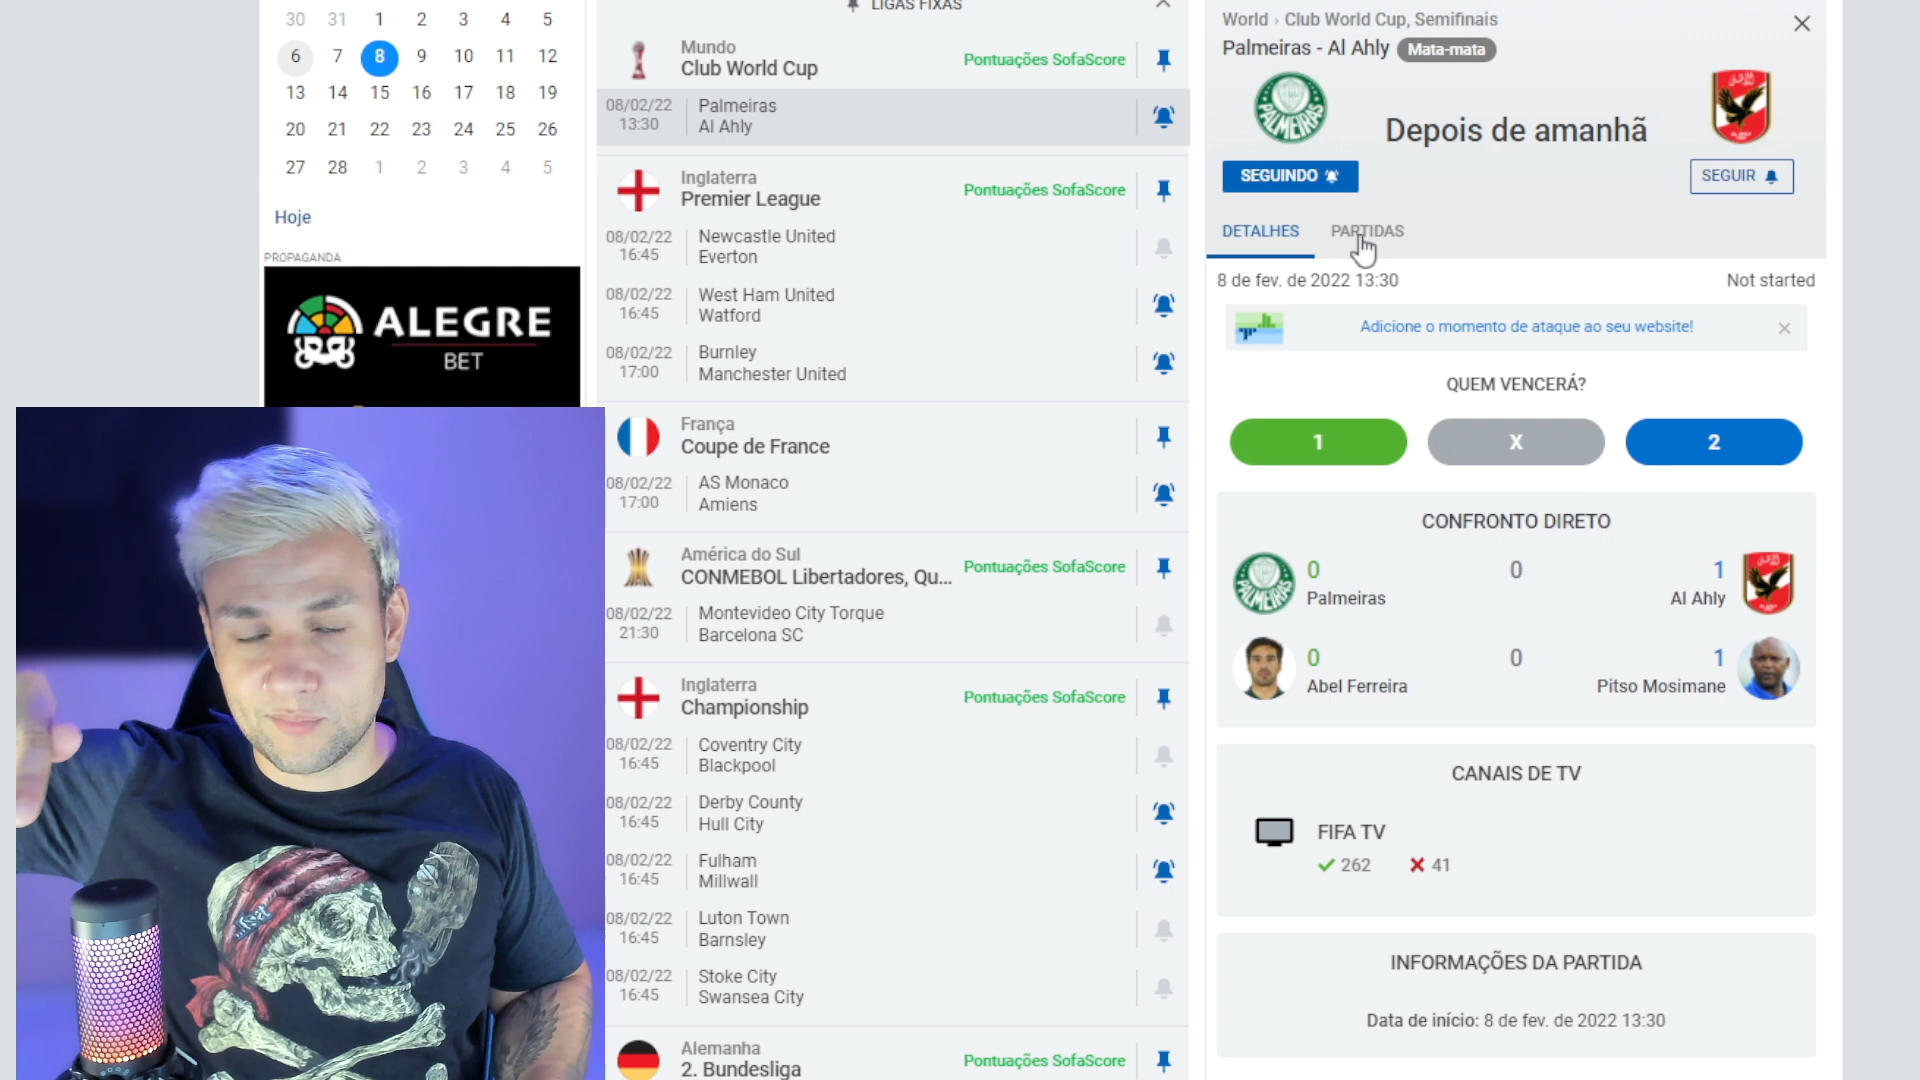 30 31 1 2 3 4 5
6 7 8 9 10 11 12
13 14 15 16 17 18 19
20 21 22 23 24 25 26
27 28 1 2 3 4 5
Hoje
PROPAGANDA
ALEGRE
BET
LIGAS FIXAS
Mundo
Club World Cup
Pontuações SofaScore
08/02/22
13:30
Palmeiras
Al Ahly
Inglaterra
Premier League
Pontuações SofaScore
08/02/22
16:45
Newcastle United
Everton
08/02/22
16:45
West Ham United
Watford
08/02/22
17:00
Burnley
Manchester United
França
Coupe de France
08/02/22
17:00
AS Monaco
Amiens
América do Sul
CONMEBOL Libertadores, Qu...
Pontuações SofaScore
08/02/22
21:30
Montevideo City Torque
Barcelona SC
Inglaterra
Championship
Pontuações SofaScore
08/02/22
16:45
Coventry City
Blackpool
08/02/22
16:45
Derby County
Hull City
08/02/22
16:45
Fulham
Millwall
08/02/22
16:45
Luton Town
Barnsley
08/02/22
16:45
Stoke City
Swansea City
Alemanha
2. Bundesliga
Pontuações SofaScore
World › Club World Cup, Semifinais
Palmeiras - Al Ahly Mata-mata
PALMEIRAS
Depois de amanhã
SEGUINDO
SEGUIR
DETALHES PARTIDAS
8 de fev. de 2022 13:30 Not started
Adicione o momento de ataque ao seu website!
QUEM VENCERÁ?
1 X 2
CONFRONTO DIRETO
0 0 1
Palmeiras Al Ahly
PALMEIRAS
0 0 1
Abel Ferreira Pitso Mosimane
CANAIS DE TV
FIFA TV
262 41
INFORMAÇÕES DA PARTIDA
Data de início: 8 de fev. de 2022 13:30